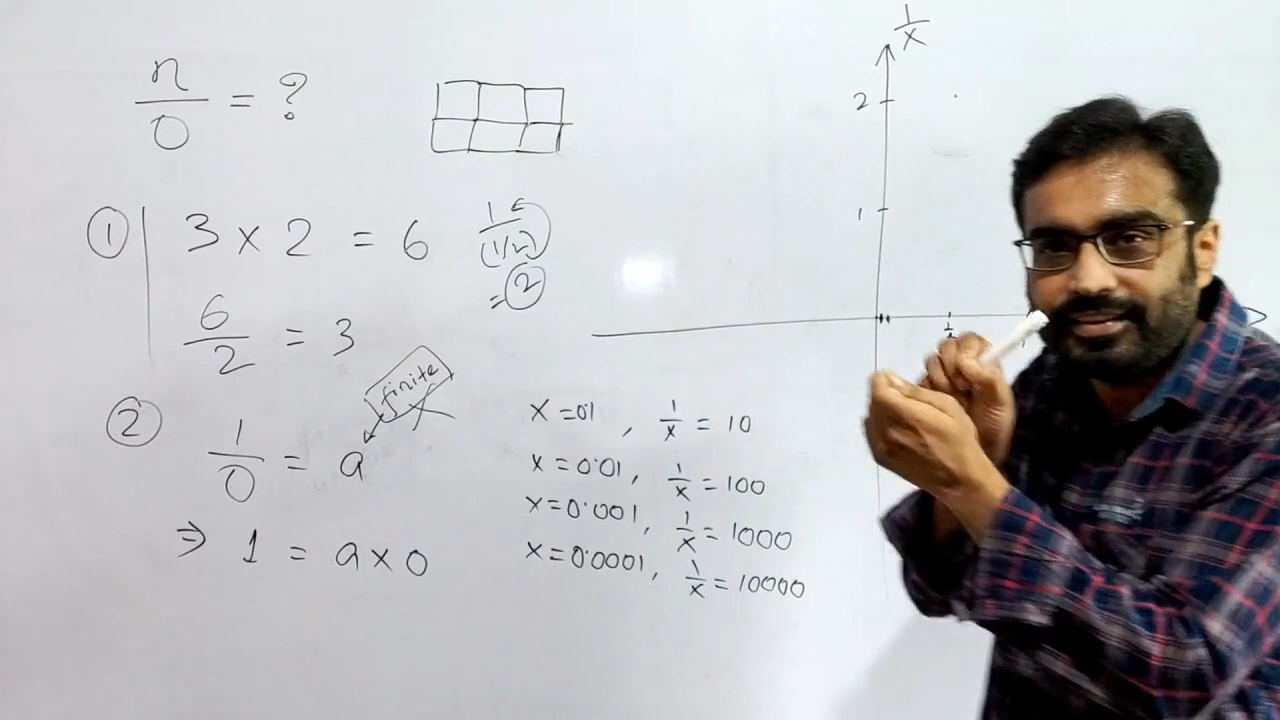 n/0 = ?
① 3 × 2 = 6
1/(1/2) = 2
6/2 = 3
② 1/0 = a
finite
⇒ 1 = a × 0
x = 0.1, 1/x = 10
x = 0.01, 1/x = 100
x = 0.001, 1/x = 1000
x = 0.0001, 1/x = 10000
1/x
2
1